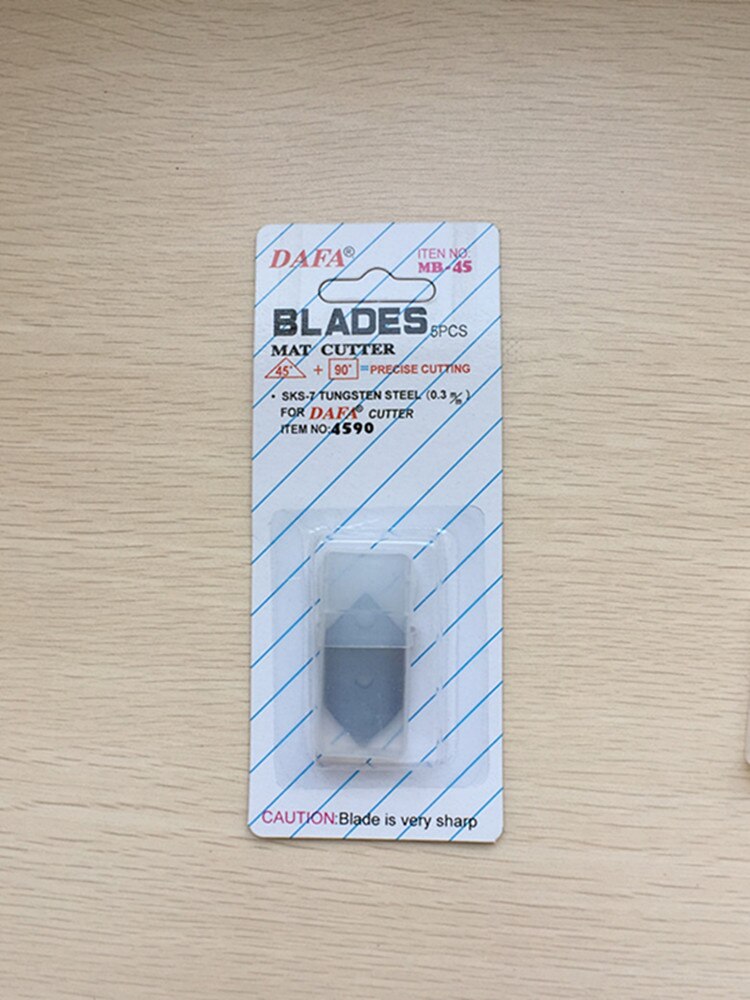 DAFA®
ITEN NO:
MB-45
BLADES 5PCS
MAT CUTTER
45° + 90° = PRECISE CUTTING
• SKS-7 TUNGSTEN STEEL (0.3 m/m)
FOR DAFA® CUTTER
ITEM NO:4590
CAUTION:Blade is very sharp